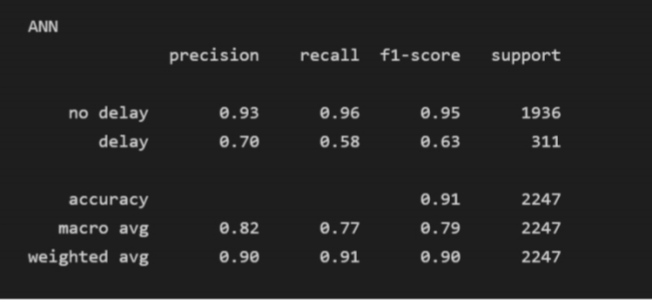 ANN
precision recall f1-score support
no delay 0.93 0.96 0.95 1936
delay 0.70 0.58 0.63 311
accuracy 0.91 2247
macro avg 0.82 0.77 0.79 2247
weighted avg 0.90 0.91 0.90 2247